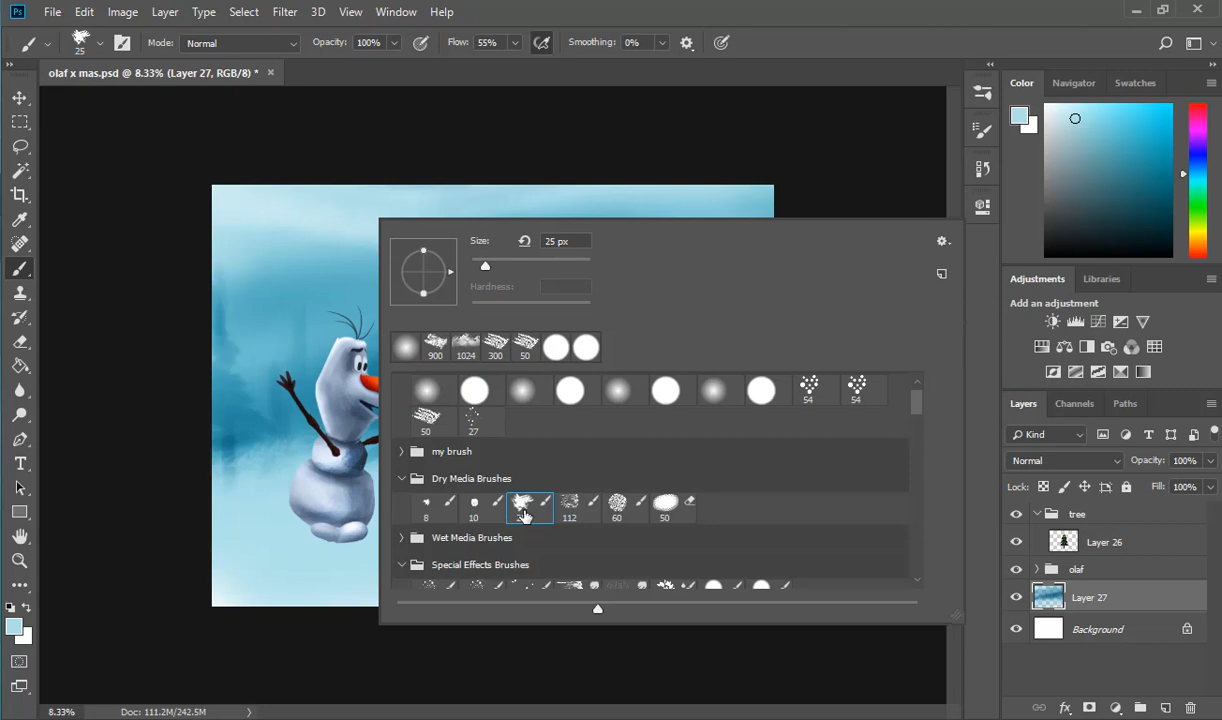 Ps File Edit Image Layer Type Select Filter 3D View Window Help
25 Mode: Normal Opacity: 100% Flow: 55% Smoothing: 0%
olaf x mas.psd @ 8.33% (Layer 27, RGB/8) *
Color Navigator Swatches
Size: 25 px
Hardness:
900 1024 300 50
54 54
50 27
my brush
Dry Media Brushes
8 10 112 60 50
Wet Media Brushes
Special Effects Brushes
Adjustments Libraries
Add an adjustment
Layers Channels Paths
Kind
Normal Opacity: 100%
Lock: Fill: 100%
tree
Layer 26
olaf
Layer 27
Background
8.33% Doc: 111.2M/242.5M